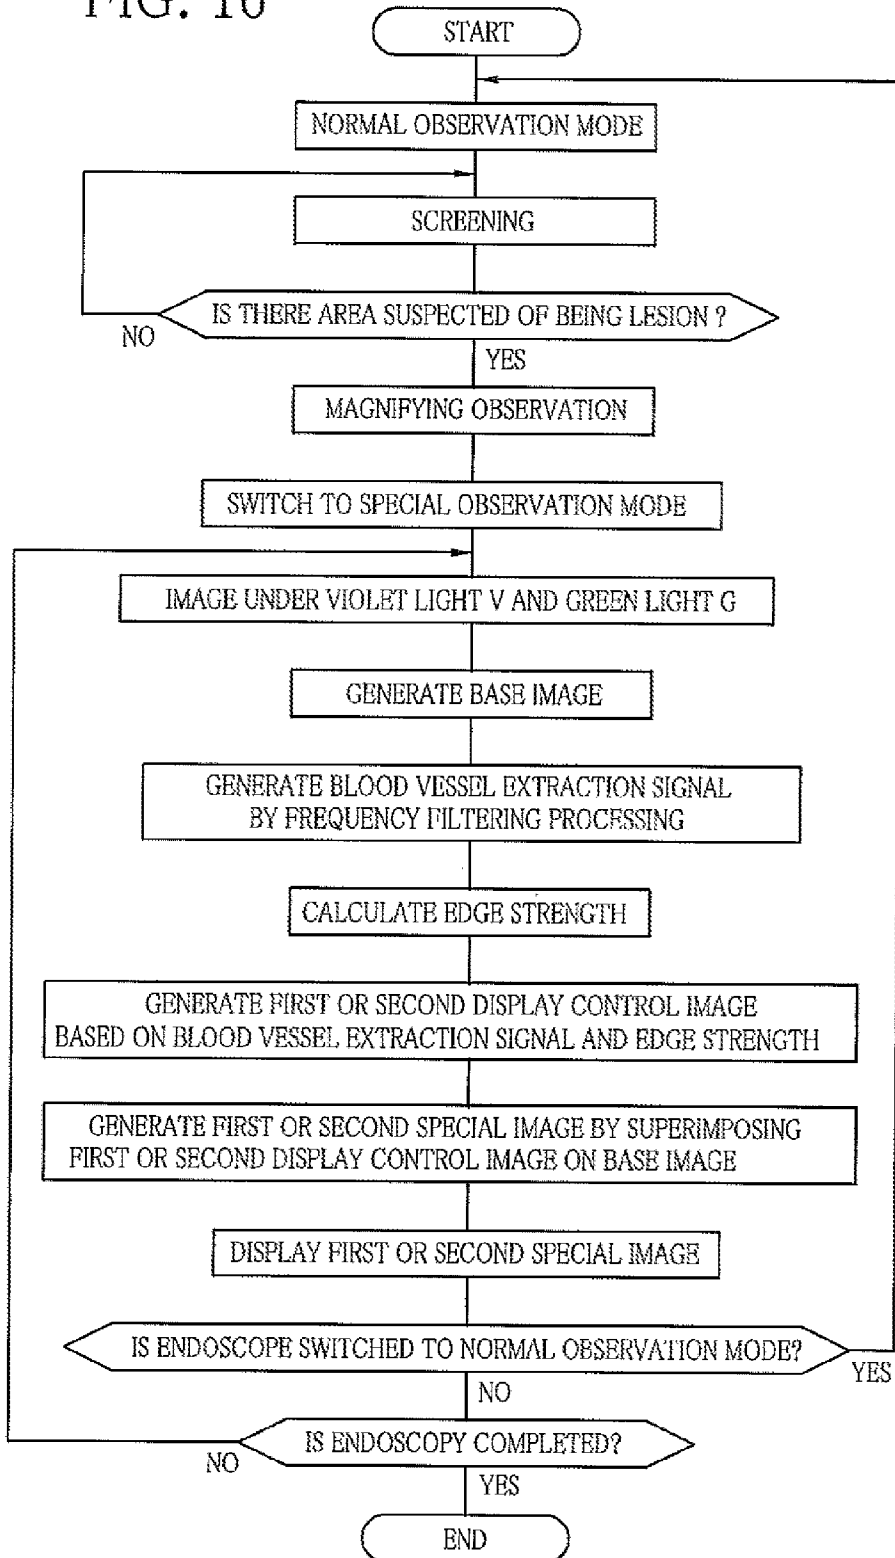 FIG. 10
START
NORMAL OBSERVATION MODE
SCREENING
IS THERE AREA SUSPECTED OF BEING LESION ?
NO
YES
MAGNIFYING OBSERVATION
SWITCH TO SPECIAL OBSERVATION MODE
IMAGE UNDER VIOLET LIGHT V AND GREEN LIGHT G
GENERATE BASE IMAGE
GENERATE BLOOD VESSEL EXTRACTION SIGNAL
BY FREQUENCY FILTERING PROCESSING
CALCULATE EDGE STRENGTH
GENERATE FIRST OR SECOND DISPLAY CONTROL IMAGE
BASED ON BLOOD VESSEL EXTRACTION SIGNAL AND EDGE STRENGTH
GENERATE FIRST OR SECOND SPECIAL IMAGE BY SUPERIMPOSING
FIRST OR SECOND DISPLAY CONTROL IMAGE ON BASE IMAGE
DISPLAY FIRST OR SECOND SPECIAL IMAGE
IS ENDOSCOPE SWITCHED TO NORMAL OBSERVATION MODE?
YES
NO
IS ENDOSCOPY COMPLETED?
NO
YES
END